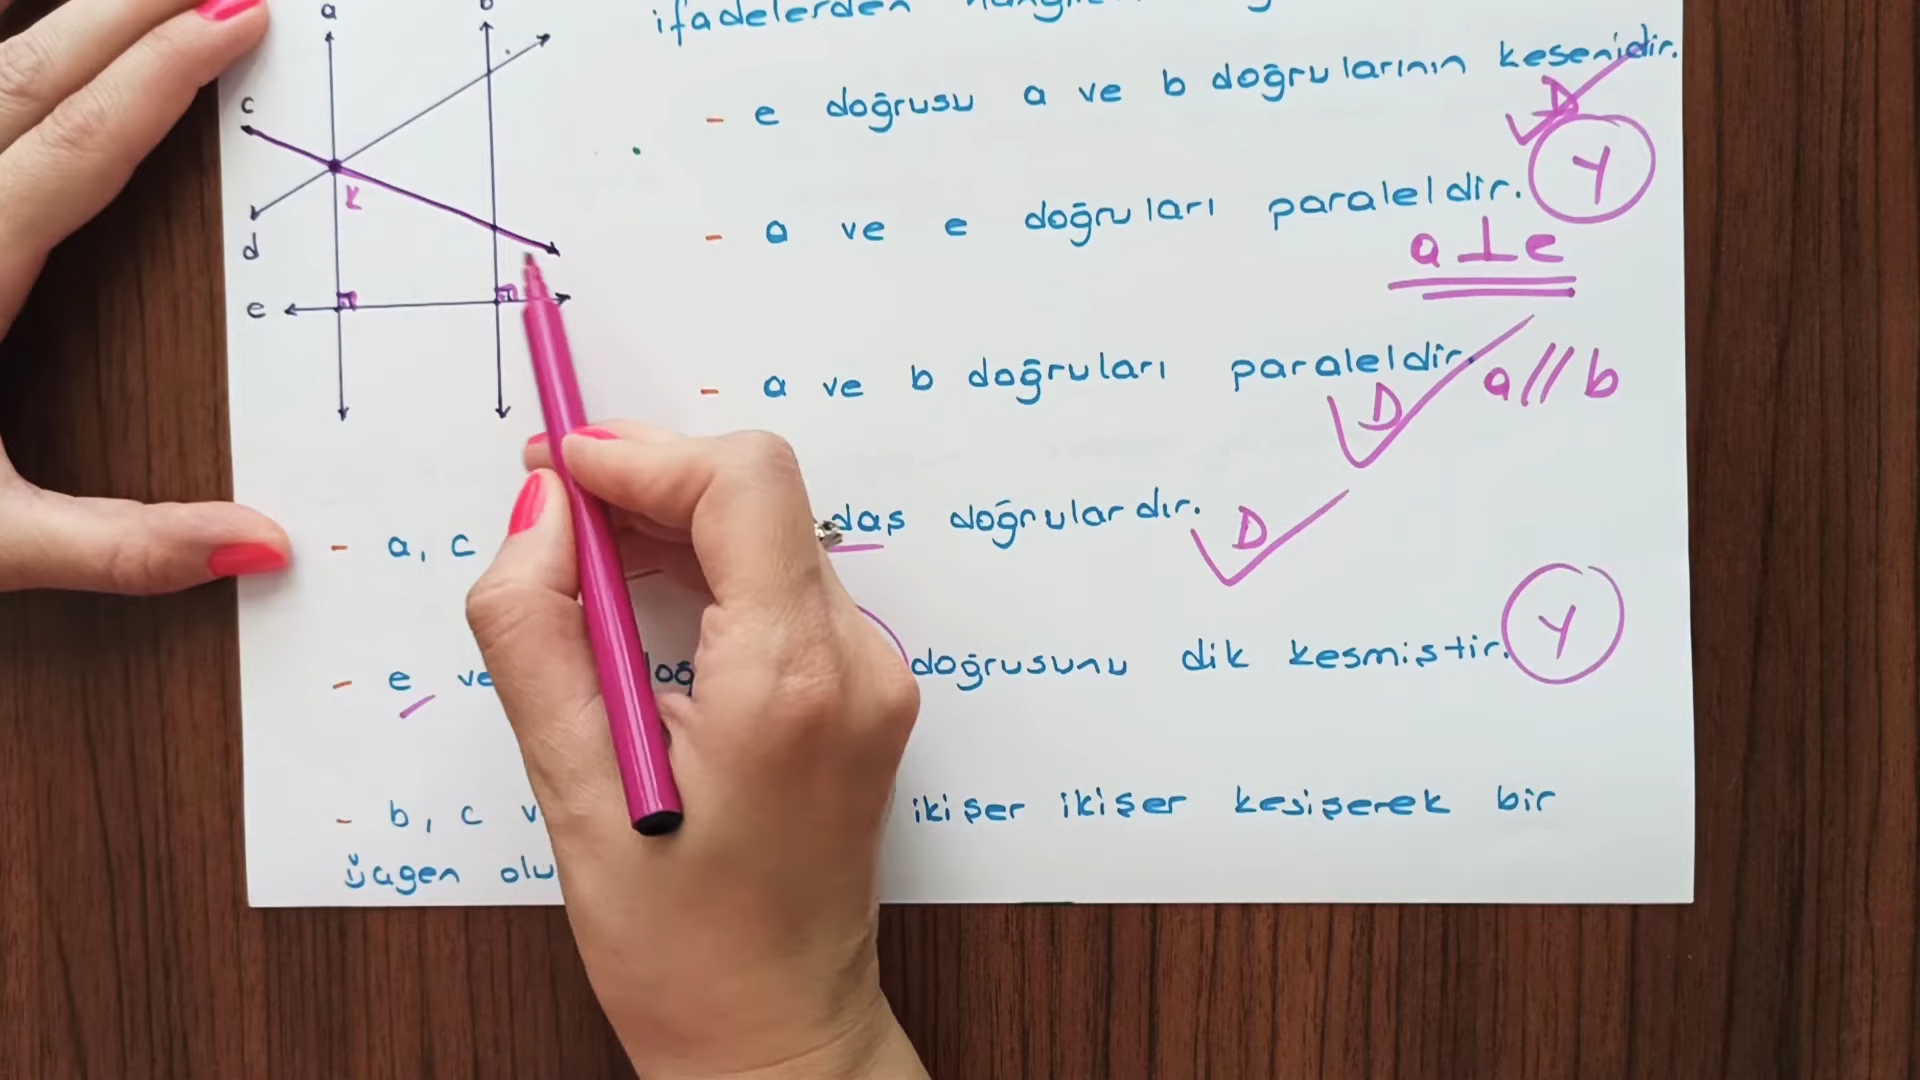 ifadelerden
a
b
- e doğrusu a ve b doğrularının kesenidir.
D
c
K
d
e
- a ve e doğruları paraleldir.
Y
a ⊥ e
- a ve b doğruları paraleldir.
D
a // b
- a, c daş doğrulardır.
D
- e ve doğ doğrusunu dik kesmiştir.
Y
- b, c v ikişer ikişer kesişerek bir
üçgen olu